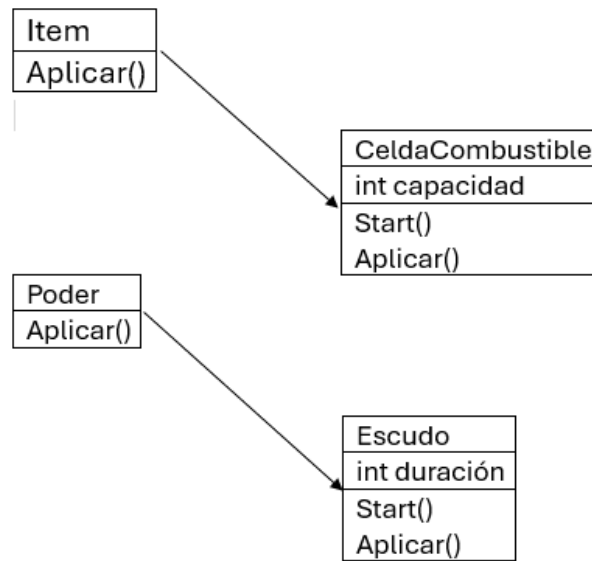 Item
Aplicar()
CeldaCombustible
int capacidad
Start()
Aplicar()
Poder
Aplicar()
Escudo
int duración
Start()
Aplicar()